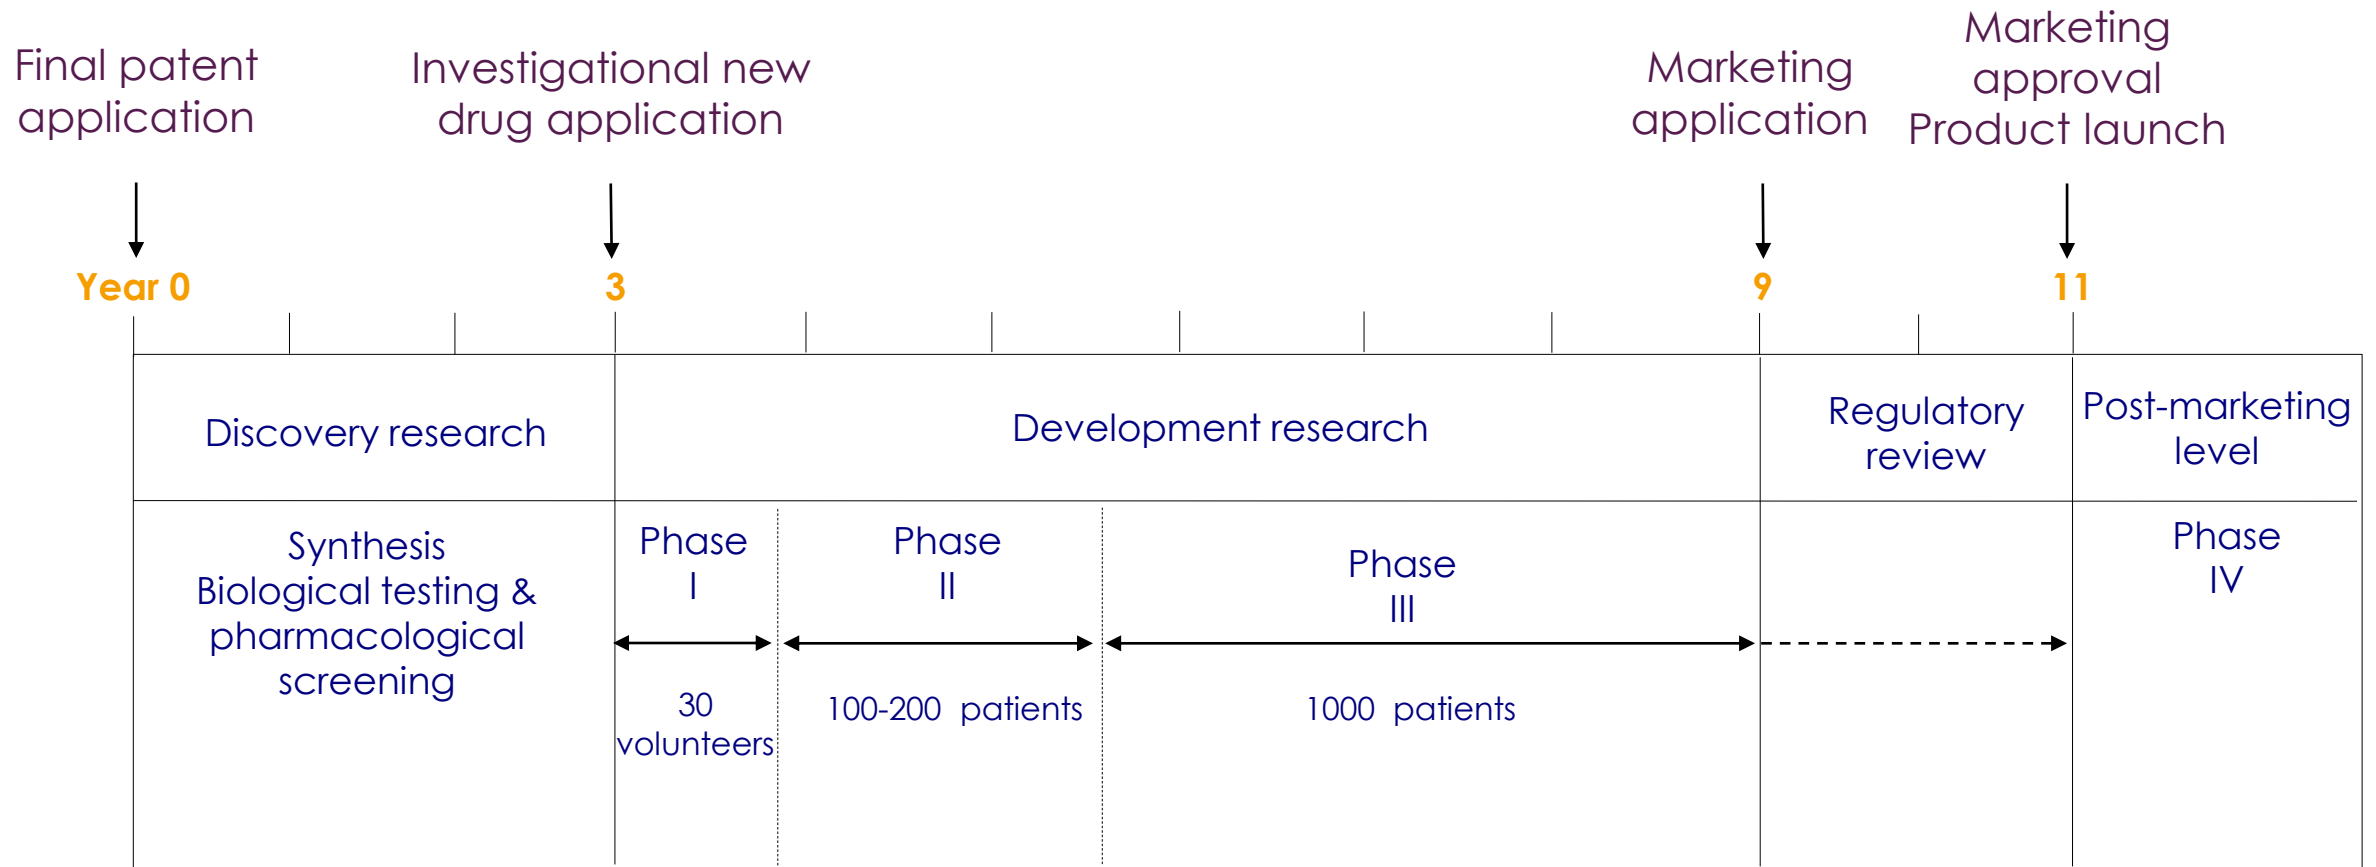 Final patent
application
Investigational new
drug application
Marketing
application
Marketing
approval
Product launch
Year 0
3
9
11
Discovery research
Development research
Regulatory
review
Post-marketing
level
Synthesis
Biological testing &
pharmacological
screening
Phase
I
30
volunteers
Phase
II
100-200 patients
Phase
III
1000 patients
Phase
IV